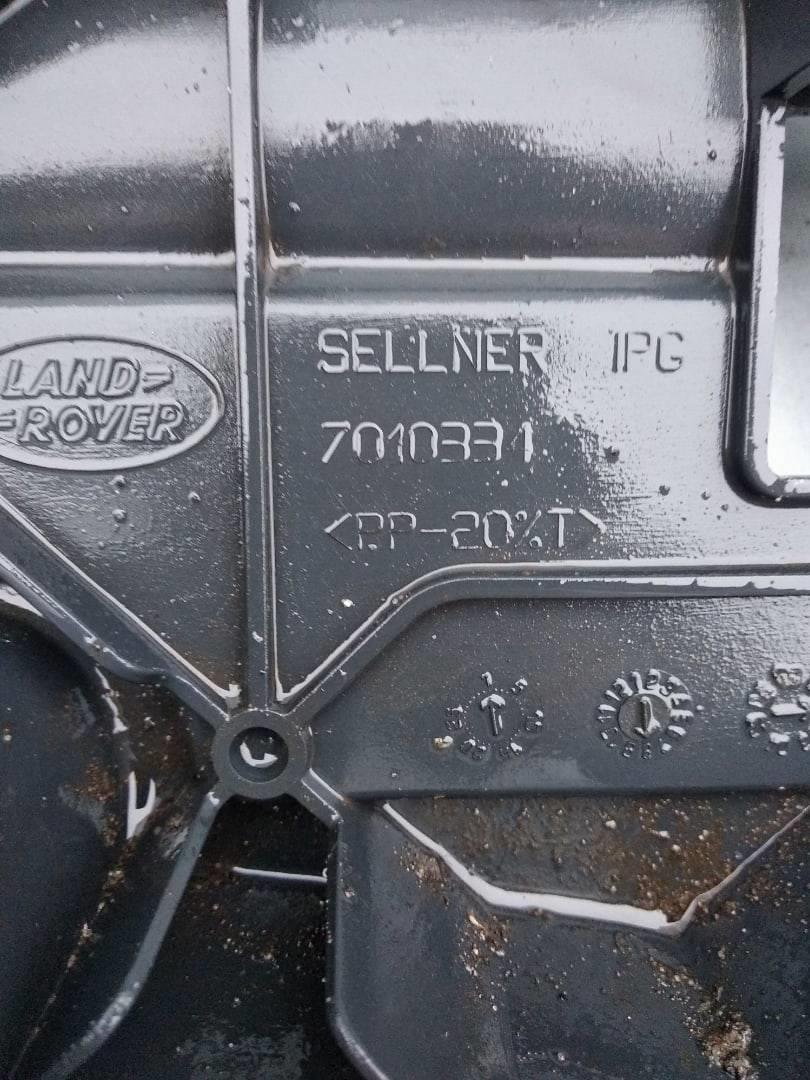 LAND
ROVER
SELLNER IPG
7010334
<PP-20%T>